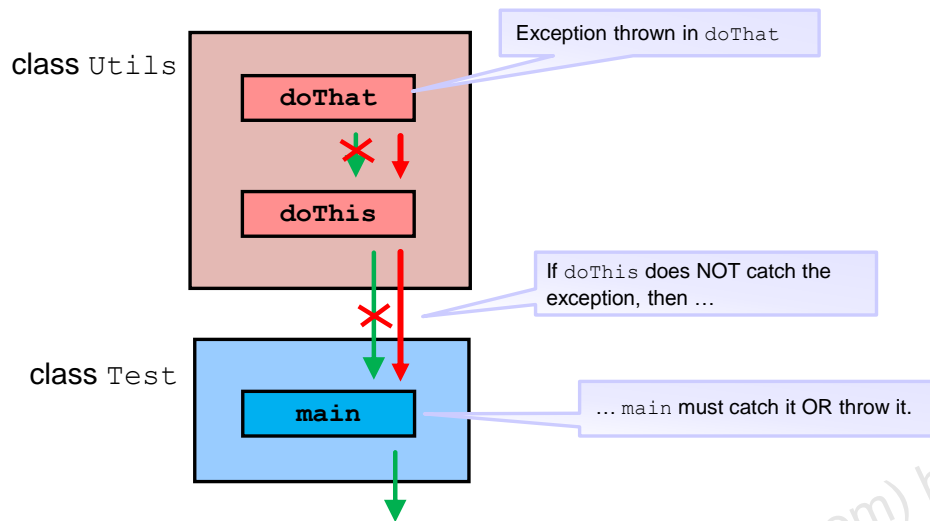 Exception thrown in doThat
class Utils
doThat
doThis
If doThis does NOT catch the
exception, then …
class Test
… main must catch it OR throw it.
main